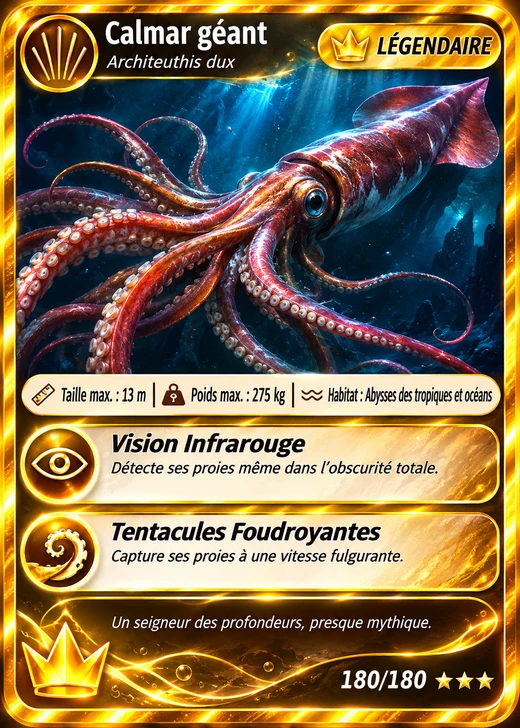 Calmar géant
Architeuthis dux
LÉGENDAIRE
Taille max. : 13 m | Poids max. : 275 kg | Habitat : Abysses des tropiques et océans
Vision Infrarouge
Détecte ses proies même dans l'obscurité totale.
Tentacules Foudroyantes
Capture ses proies à une vitesse fulgurante.
Un seigneur des profondeurs, presque mythique.
180/180 ★★★